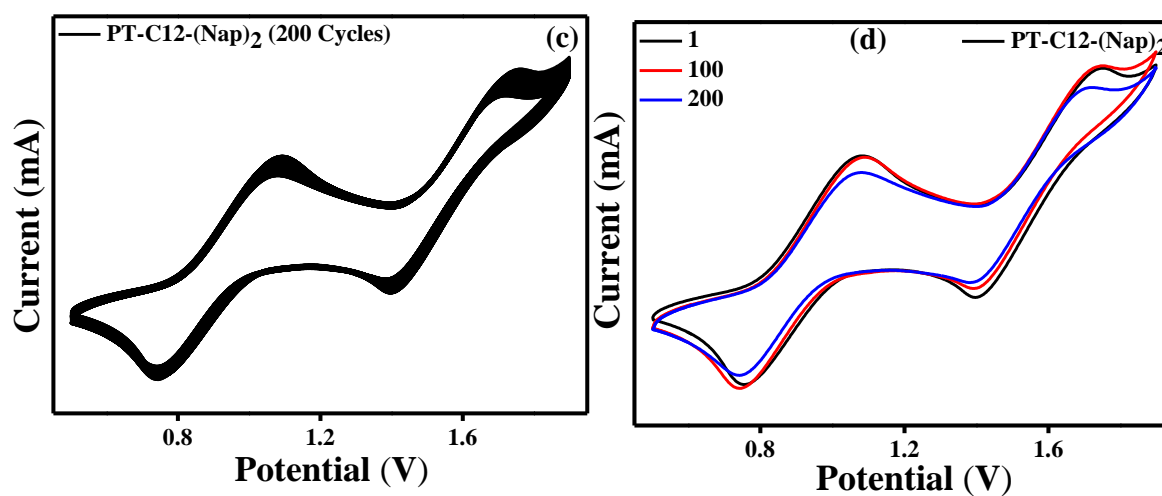 PT-C12-(Nap)2 (200 Cycles)
(c)
Current (mA)
0.8
1.2
1.6
Potential (V)
1
100
200
(d)
PT-C12-(Nap)2
Current (mA)
0.8
1.2
1.6
Potential (V)